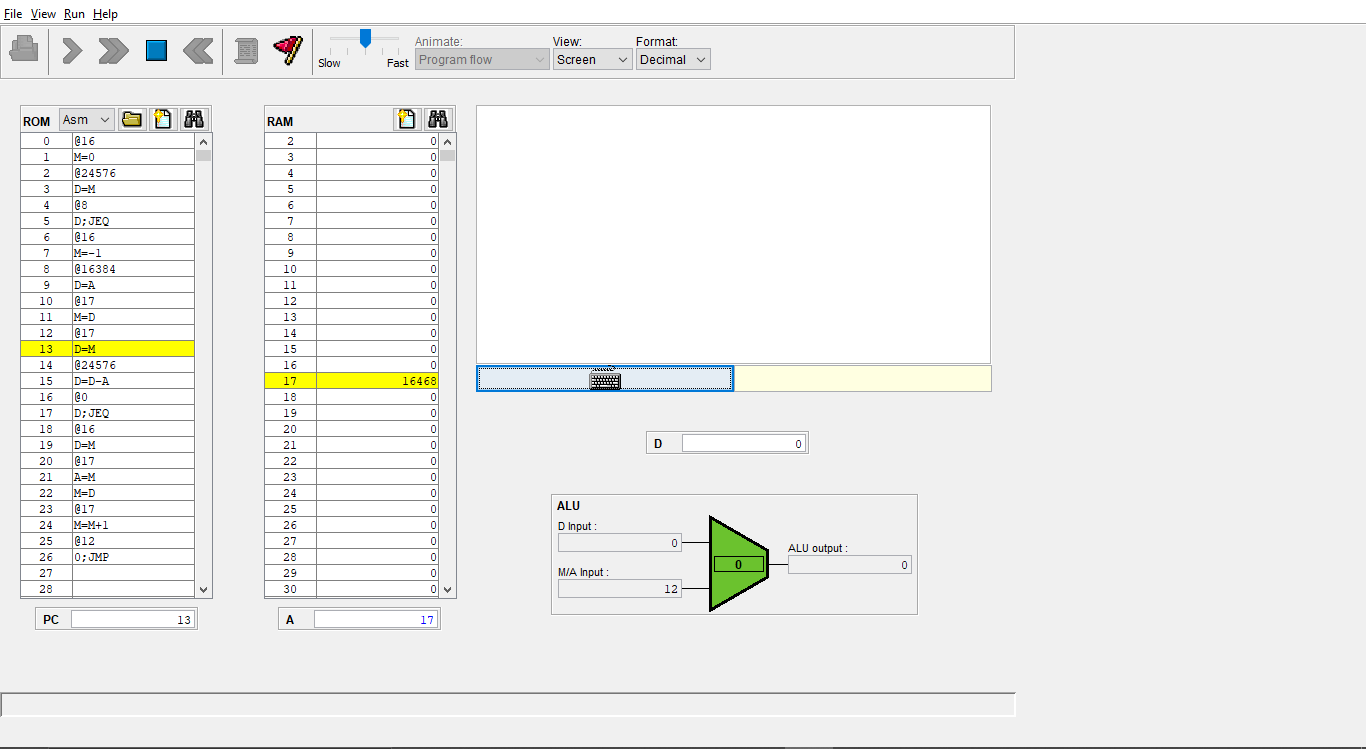 File View Run Help
Animate: View: Format:
Slow Fast Program flow Screen Decimal
ROM Asm
0 @16
1 M=0
2 @24576
3 D=M
4 @8
5 D;JEQ
6 @16
7 M=-1
8 @16384
9 D=A
10 @17
11 M=D
12 @17
13 D=M
14 @24576
15 D=D-A
16 @0
17 D;JEQ
18 @16
19 D=M
20 @17
21 A=M
22 M=D
23 @17
24 M=M+1
25 @12
26 0;JMP
27
28
PC 13
RAM
2 0
3 0
4 0
5 0
6 0
7 0
8 0
9 0
10 0
11 0
12 0
13 0
14 0
15 0
16 0
17 16468
18 0
19 0
20 0
21 0
22 0
23 0
24 0
25 0
26 0
27 0
28 0
29 0
30 0
A 17
D 0
ALU
D Input :
0
M/A Input :
12
0
ALU output :
0